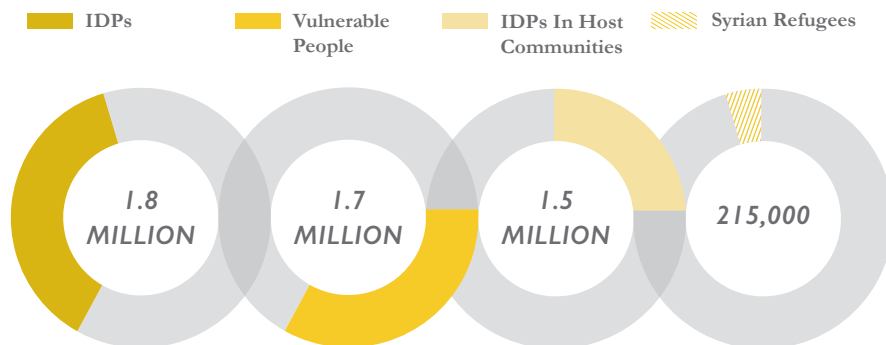 IDPs
Vulnerable
People
IDPs In Host
Communities
Syrian Refugees
1.8
MILLION
1.7
MILLION
1.5
MILLION
215,000